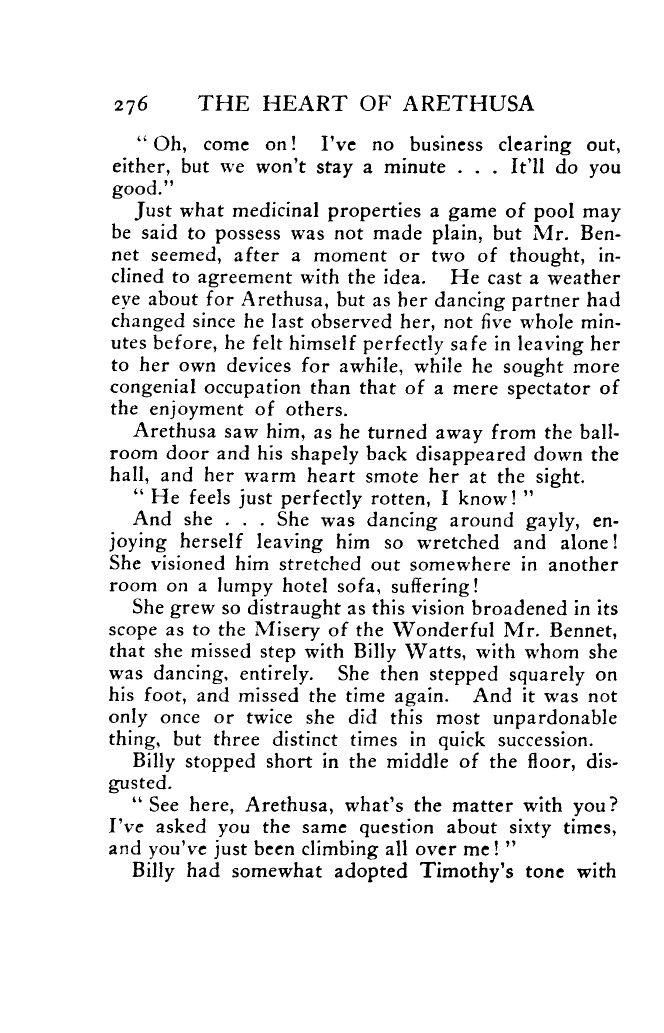 276 THE HEART OF ARETHUSA
“ Oh, come on! I've no business clearing out,
either, but we won't stay a minute . . . It'll do you
good.”
Just what medicinal properties a game of pool may
be said to possess was not made plain, but Mr. Ben-
net seemed, after a moment or two of thought, in-
clined to agreement with the idea. He cast a weather
eye about for Arethusa, but as her dancing partner had
changed since he last observed her, not five whole min-
utes before, he felt himself perfectly safe in leaving her
to her own devices for awhile, while he sought more
congenial occupation than that of a mere spectator of
the enjoyment of others.
Arethusa saw him, as he turned away from the ball-
room door and his shapely back disappeared down the
hall, and her warm heart smote her at the sight.
“ He feels just perfectly rotten, I know! ”
And she . . . She was dancing around gayly, en-
joying herself leaving him so wretched and alone!
She visioned him stretched out somewhere in another
room on a lumpy hotel sofa, suffering!
She grew so distraught as this vision broadened in its
scope as to the Misery of the Wonderful Mr. Bennet,
that she missed step with Billy Watts, with whom she
was dancing, entirely. She then stepped squarely on
his foot, and missed the time again. And it was not
only once or twice she did this most unpardonable
thing, but three distinct times in quick succession.
Billy stopped short in the middle of the floor, dis-
gusted.
“ See here, Arethusa, what's the matter with you?
I've asked you the same question about sixty times,
and you've just been climbing all over me! ”
Billy had somewhat adopted Timothy's tone with